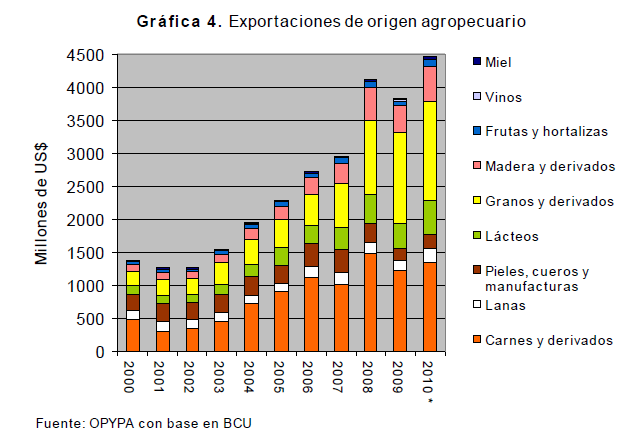 Gráfica 4. Exportaciones de origen agropecuario
Millones de US$
4500
4000
3500
3000
2500
2000
1500
1000
500
0
2000
2001
2002
2003
2004
2005
2006
2007
2008
2009
2010 *
Miel
Vinos
Frutas y hortalizas
Madera y derivados
Granos y derivados
Lácteos
Pieles, cueros y
manufacturas
Lanas
Carnes y derivados
Fuente: OPYPA con base en BCU